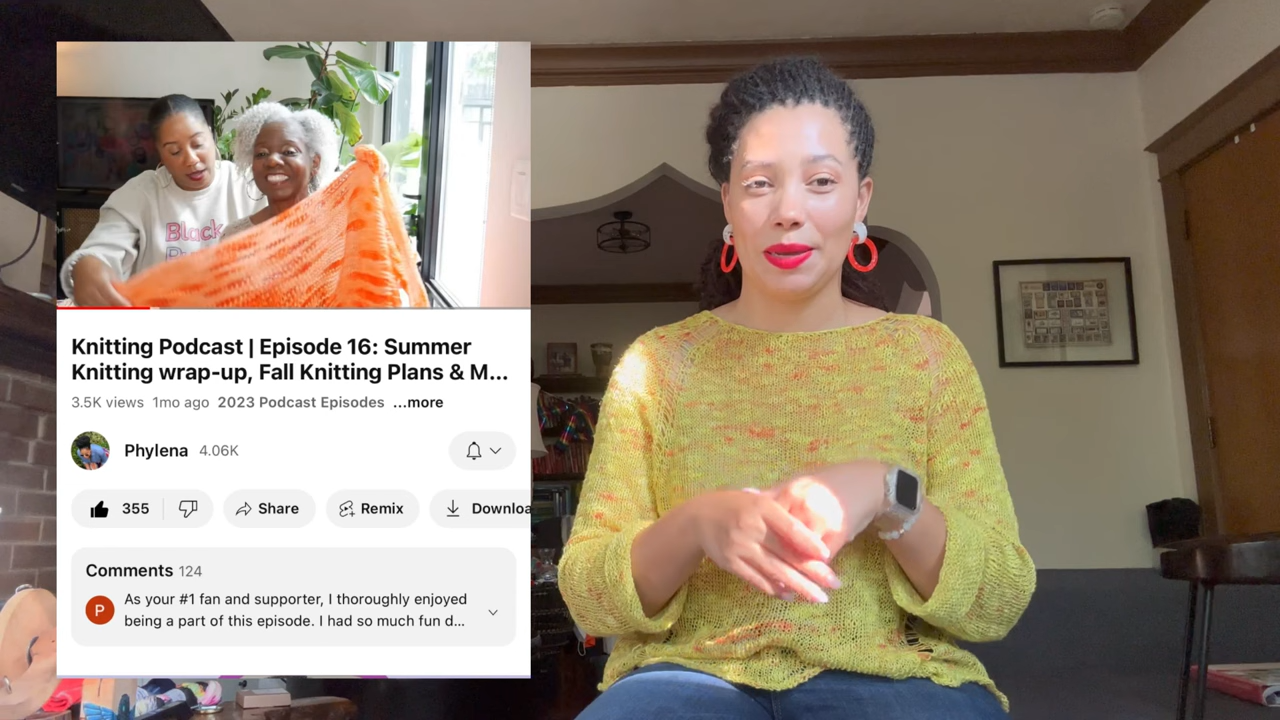 Black
Knitting Podcast | Episode 16: Summer
Knitting wrap-up, Fall Knitting Plans & M...
3.5K views 1mo ago 2023 Podcast Episodes ...more
Phylena 4.06K
355 Share Remix Downloa
Comments 124
P
As your #1 fan and supporter, I thoroughly enjoyed
being a part of this episode. I had so much fun d...